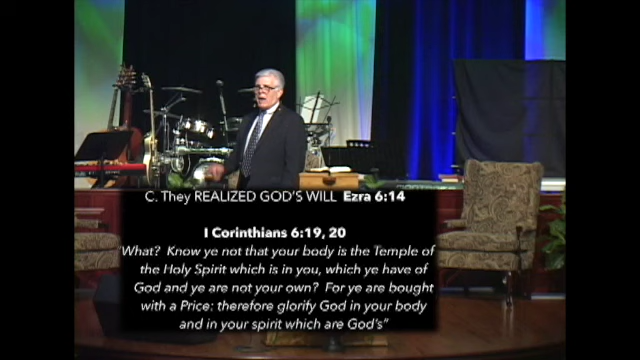 C. They REALIZED GOD'S WILL Ezra 6:14
I Corinthians 6:19, 20
"What? Know ye not that your body is the Temple of
the Holy Spirit which is in you, which ye have of
God and ye are not your own? For ye are bought
with a Price: therefore glorify God in your body
and in your spirit which are God's"